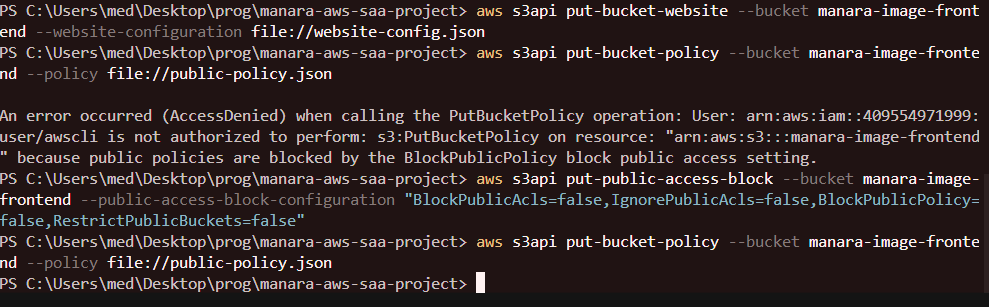 PS C:\Users\med\Desktop\prog\manara-aws-saa-project> aws s3api put-bucket-website --bucket manara-image-front
end --website-configuration file://website-config.json
PS C:\Users\med\Desktop\prog\manara-aws-saa-project> aws s3api put-bucket-policy --bucket manara-image-fronte
nd --policy file://public-policy.json
An error occurred (AccessDenied) when calling the PutBucketPolicy operation: User: arn:aws:iam::409554971999:
user/awscli is not authorized to perform: s3:PutBucketPolicy on resource: "arn:aws:s3:::manara-image-frontend
" because public policies are blocked by the BlockPublicPolicy block public access setting.
PS C:\Users\med\Desktop\prog\manara-aws-saa-project> aws s3api put-public-access-block --bucket manara-image-
frontend --public-access-block-configuration "BlockPublicAcls=false,IgnorePublicAcls=false,BlockPublicPolicy=
false,RestrictPublicBuckets=false"
PS C:\Users\med\Desktop\prog\manara-aws-saa-project> aws s3api put-bucket-policy --bucket manara-image-fronte
nd --policy file://public-policy.json
PS C:\Users\med\Desktop\prog\manara-aws-saa-project>